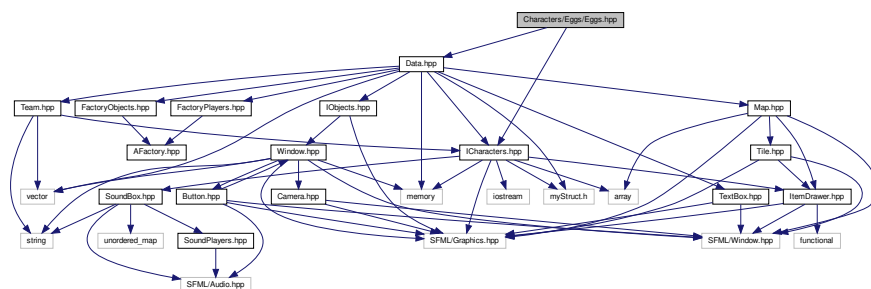 Characters/Eggs/Eggs.hpp
Data.hpp
Team.hpp
FactoryObjects.hpp
FactoryPlayers.hpp
IObjects.hpp
Map.hpp
AFactory.hpp
Window.hpp
ICharacters.hpp
Tile.hpp
vector
SoundBox.hpp
Button.hpp
Camera.hpp
memory
iostream
myStruct.h
array
TextBox.hpp
ItemDrawer.hpp
string
unordered_map
SoundPlayers.hpp
SFML/Graphics.hpp
SFML/Window.hpp
functional
SFML/Audio.hpp